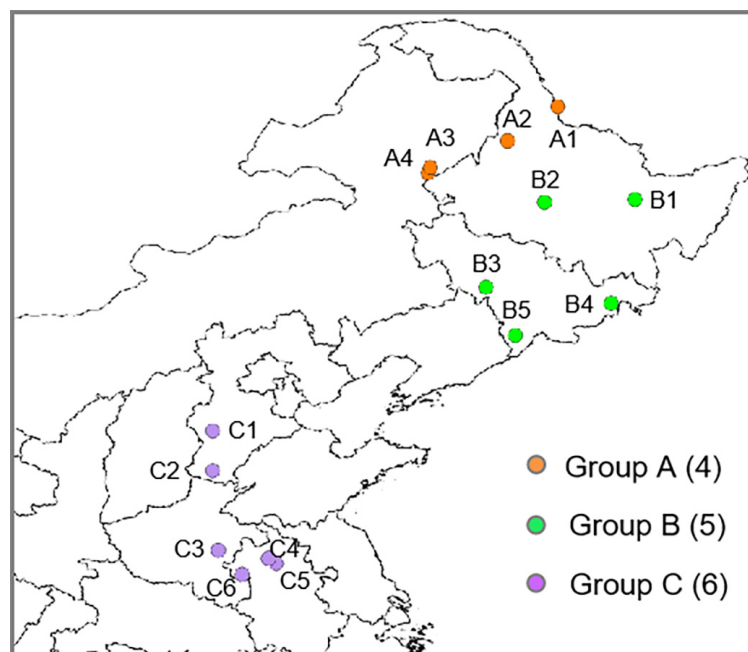 A1
A2
A3
A4
B2
B1
B3
B4
B5
C1
C2
C3
C4
C5
C6
Group A (4)
Group B (5)
Group C (6)